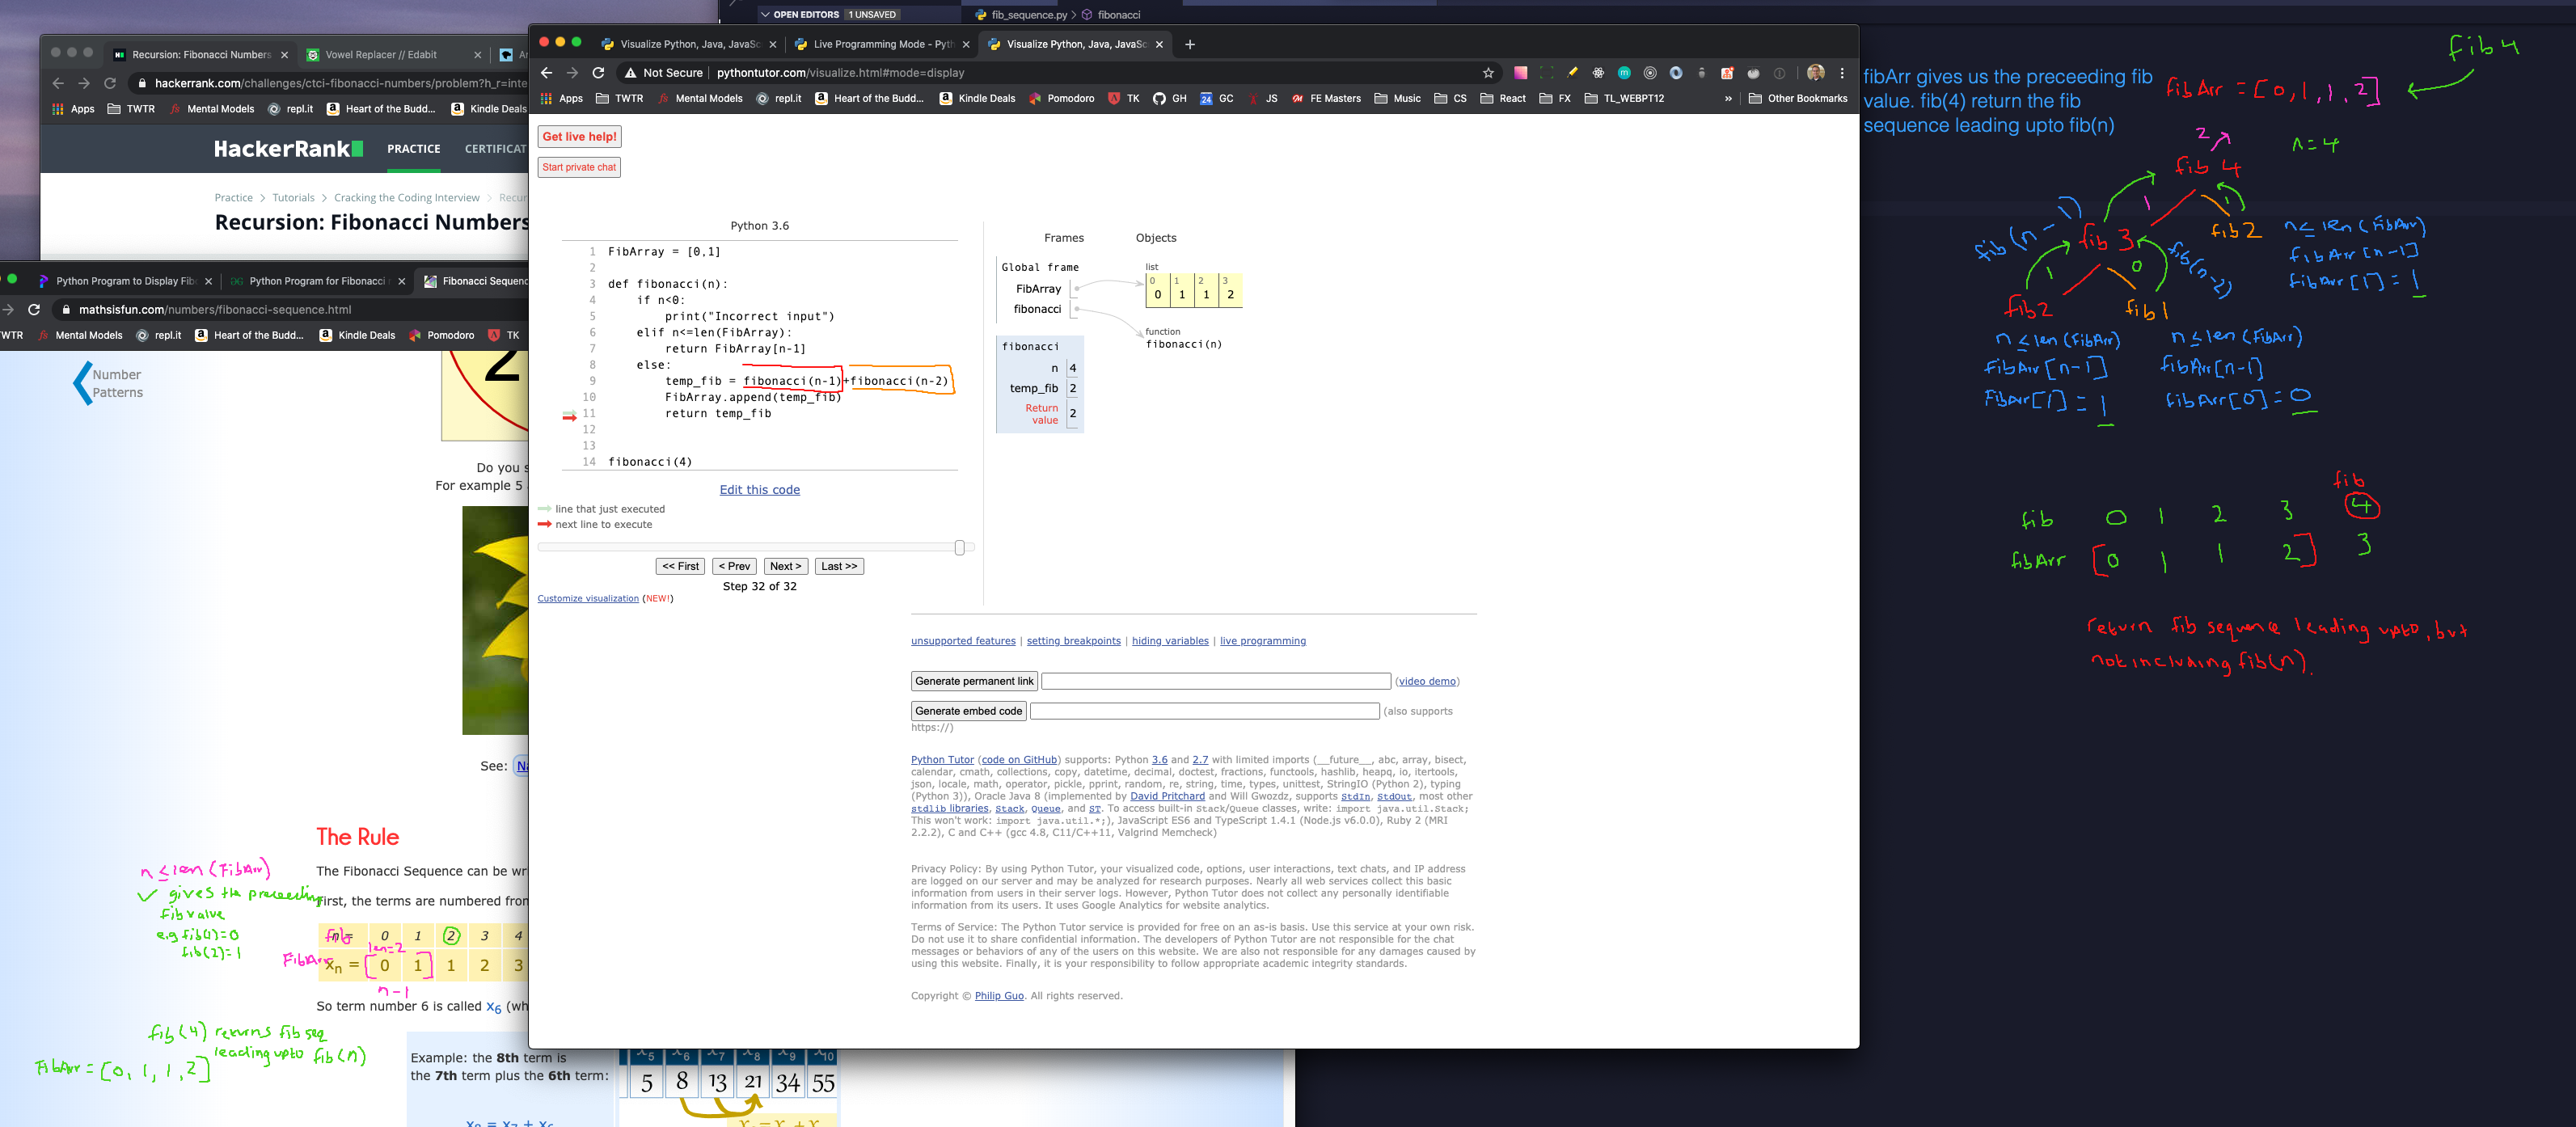 OPEN EDITORS 1 UNSAVED
fib_sequence.py > fibonacci
Recursion: Fibonacci Numbers
Vowel Replacer // Edabit
hackerrank.com/challenges/ctci-fibonacci-numbers/problem?h_r=inte
Apps TWTR Mental Models repl.it Heart of the Budd... Kindle Deals
HackerRank PRACTICE CERTIFICAT
Practice > Tutorials > Cracking the Coding Interview > Recur
Recursion: Fibonacci Numbers
Python Program to Display Fib
Python Program for Fibonacci
Fibonacci Sequenc
mathsisfun.com/numbers/fibonacci-sequence.html
WTR Mental Models repl.it Heart of the Budd... Kindle Deals Pomodoro TK
Number
Patterns
2
Do you s
For example 5
See: Na
The Rule
The Fibonacci Sequence can be wr
First, the terms are numbered from
n = 0 1 2 3 4
xn = 0 1 1 2 3
So term number 6 is called x6 (wh
Example: the 8th term is
the 7th term plus the 6th term:
x5 x6 x7 x8 x9 x10
5 8 13 21 34 55
n ≤ len (FibArr)
✓ gives the preceeding
fib value
e.g fib(1)=0
fib(2)=1
fib
len=2
FibArr
n-1
fib(4) returns fib seq
leading upto fib(n)
FibArr = [0, 1, 1, 2]
Visualize Python, Java, JavaSc
Live Programming Mode - Pyth
Visualize Python, Java, JavaSc
Not Secure | pythontutor.com/visualize.html#mode=display
Apps TWTR Mental Models repl.it Heart of the Budd... Kindle Deals Pomodoro TK GH GC JS FE Masters Music CS React FX TL_WEBPT12 » Other Bookmarks
Get live help!
Start private chat
Python 3.6
1 FibArray = [0,1]
2
3 def fibonacci(n):
4 if n<0:
5 print("Incorrect input")
6 elif n<=len(FibArray):
7 return FibArray[n-1]
8 else:
9 temp_fib = fibonacci(n-1)+fibonacci(n-2)
10 FibArray.append(temp_fib)
11 return temp_fib
12
13
14 fibonacci(4)
Edit this code
line that just executed
next line to execute
<< First < Prev Next > Last >>
Step 32 of 32
Customize visualization (NEW!)
Frames Objects
Global frame
FibArray
fibonacci
list
0 1 2 3
0 1 1 2
function
fibonacci(n)
fibonacci
n 4
temp_fib 2
Return
value 2
unsupported features | setting breakpoints | hiding variables | live programming
Generate permanent link (video demo)
Generate embed code (also supports
https://)
Python Tutor (code on GitHub) supports: Python 3.6 and 2.7 with limited imports (__future__, abc, array, bisect,
calendar, cmath, collections, copy, datetime, decimal, doctest, fractions, functools, hashlib, heapq, io, itertools,
json, locale, math, operator, pickle, pprint, random, re, string, time, types, unittest, StringIO (Python 2), typing
(Python 3)), Oracle Java 8 (implemented by David Pritchard and Will Gwozdz, supports StdIn, StdOut, most other
stdlib libraries, Stack, Queue, and ST. To access built-in Stack/Queue classes, write: import java.util.Stack;
This won't work: import java.util.*;), JavaScript ES6 and TypeScript 1.4.1 (Node.js v6.0.0), Ruby 2 (MRI
2.2.2), C and C++ (gcc 4.8, C11/C++11, Valgrind Memcheck)
Privacy Policy: By using Python Tutor, your visualized code, options, user interactions, text chats, and IP address
are logged on our server and may be analyzed for research purposes. Nearly all web services collect this basic
information from users in their server logs. However, Python Tutor does not collect any personally identifiable
information from its users. It uses Google Analytics for website analytics.
Terms of Service: The Python Tutor service is provided for free on an as-is basis. Use this service at your own risk.
Do not use it to share confidential information. The developers of Python Tutor are not responsible for the chat
messages or behaviors of any of the users on this website. We are also not responsible for any damages caused by
using this website. Finally, it is your responsibility to follow appropriate academic integrity standards.
Copyright © Philip Guo. All rights reserved.
fibArr gives us the preceeding fib
value. fib(4) return the fib
sequence leading upto fib(n)
fib 4
fibArr = [0,1,1,2]
n=4
2
fib 4
1 1
fib(n-1)
fib 3 fib 2
fib(n-2)
1 0
fib 2 fib 1
n ≤ len (FibArr)
fibArr[n-1]
fibArr[1] = 1
n ≤ len (FibArr)
fibArr[n-1]
FibAr[1] = 1
n ≤ len (FibArr)
fibArr[n-1]
fibArr[0] = 0
fib
fib 0 1 2 3 4
fibArr [0 1 1 2] 3
return fib sequence leading upto, but
not including fib(n).